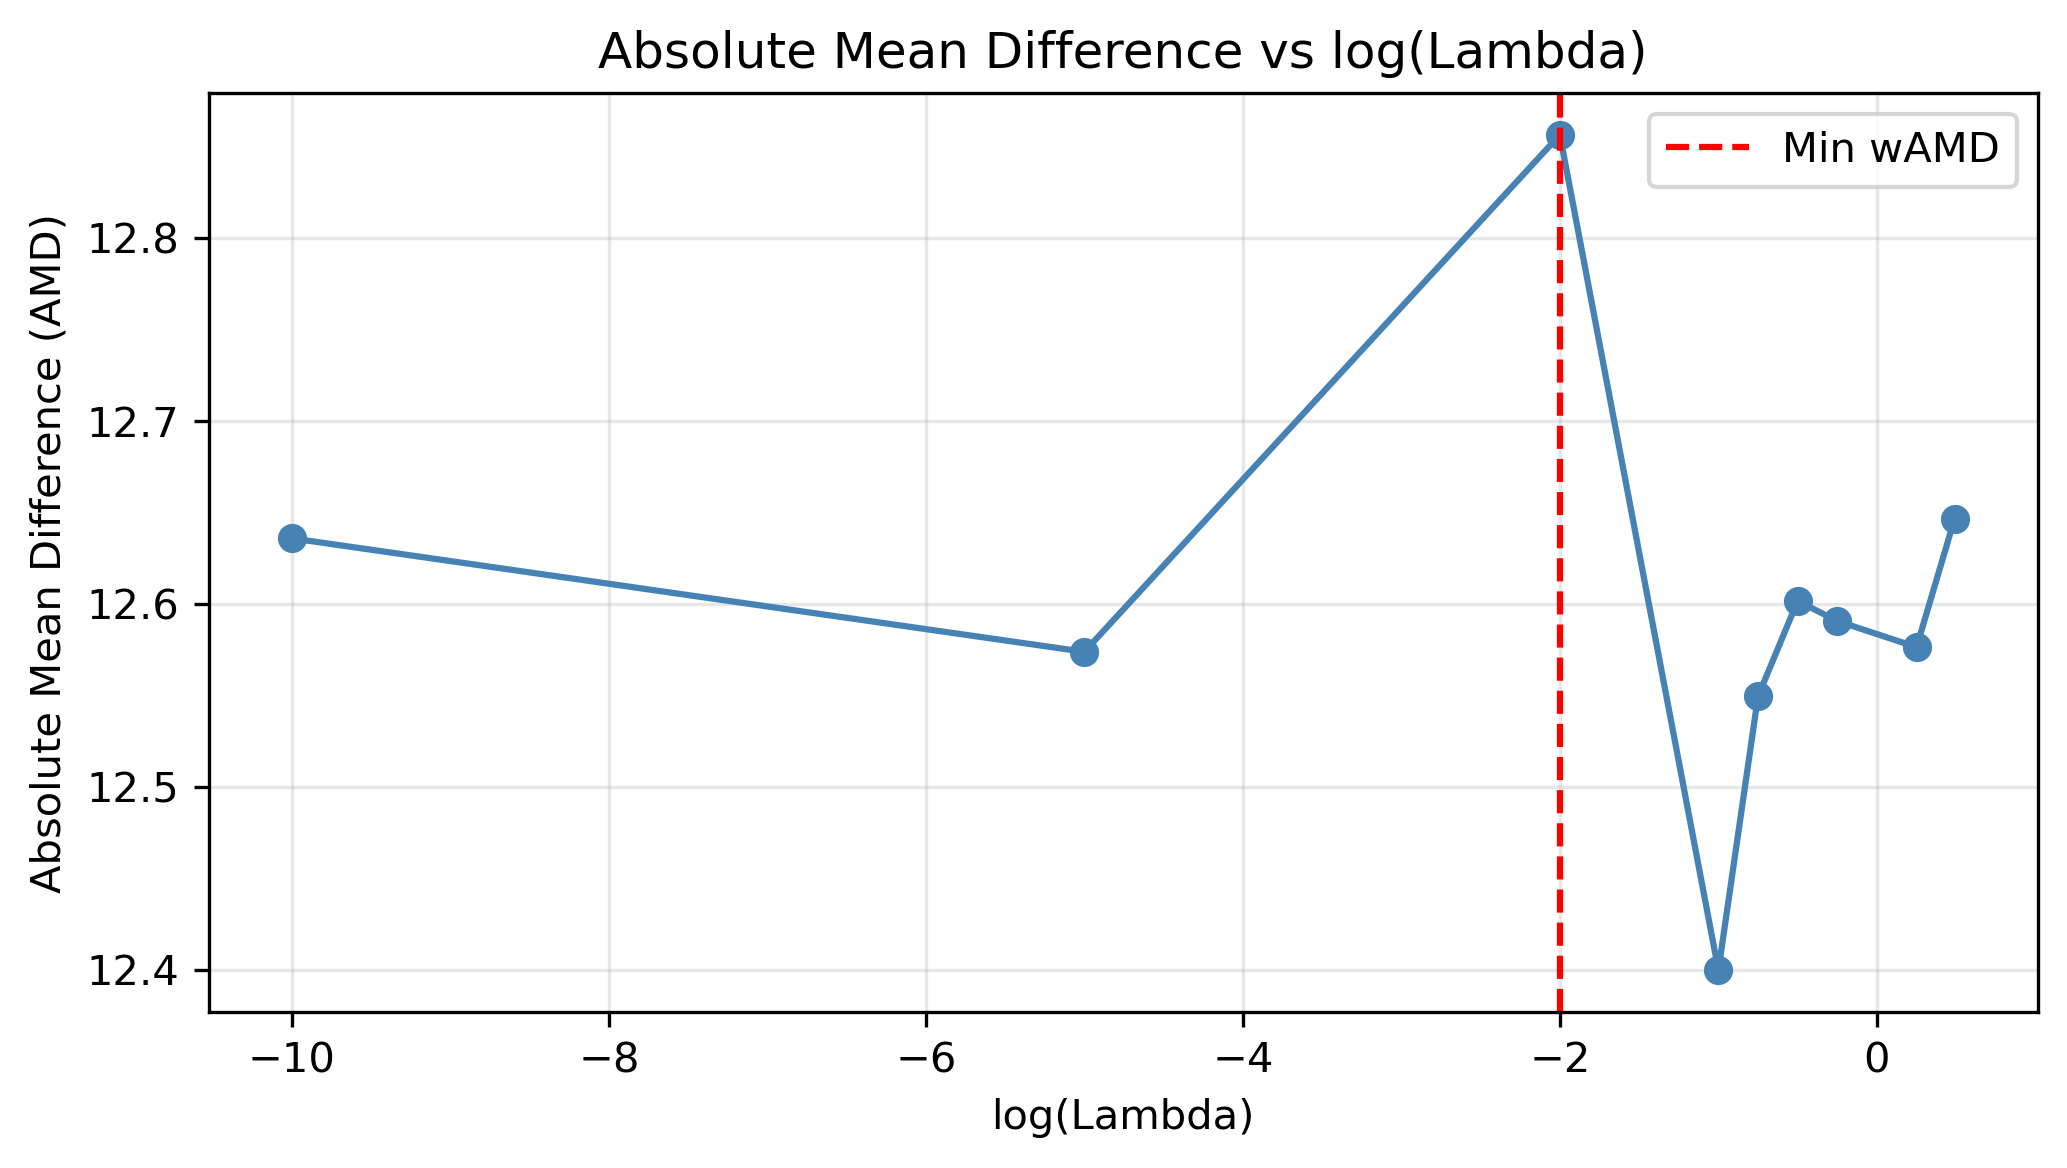 Absolute Mean Difference vs log(Lambda)
Min wAMD
Absolute Mean Difference (AMD)
12.8
12.7
12.6
12.5
12.4
−10 −8 −6 −4 −2 0
log(Lambda)